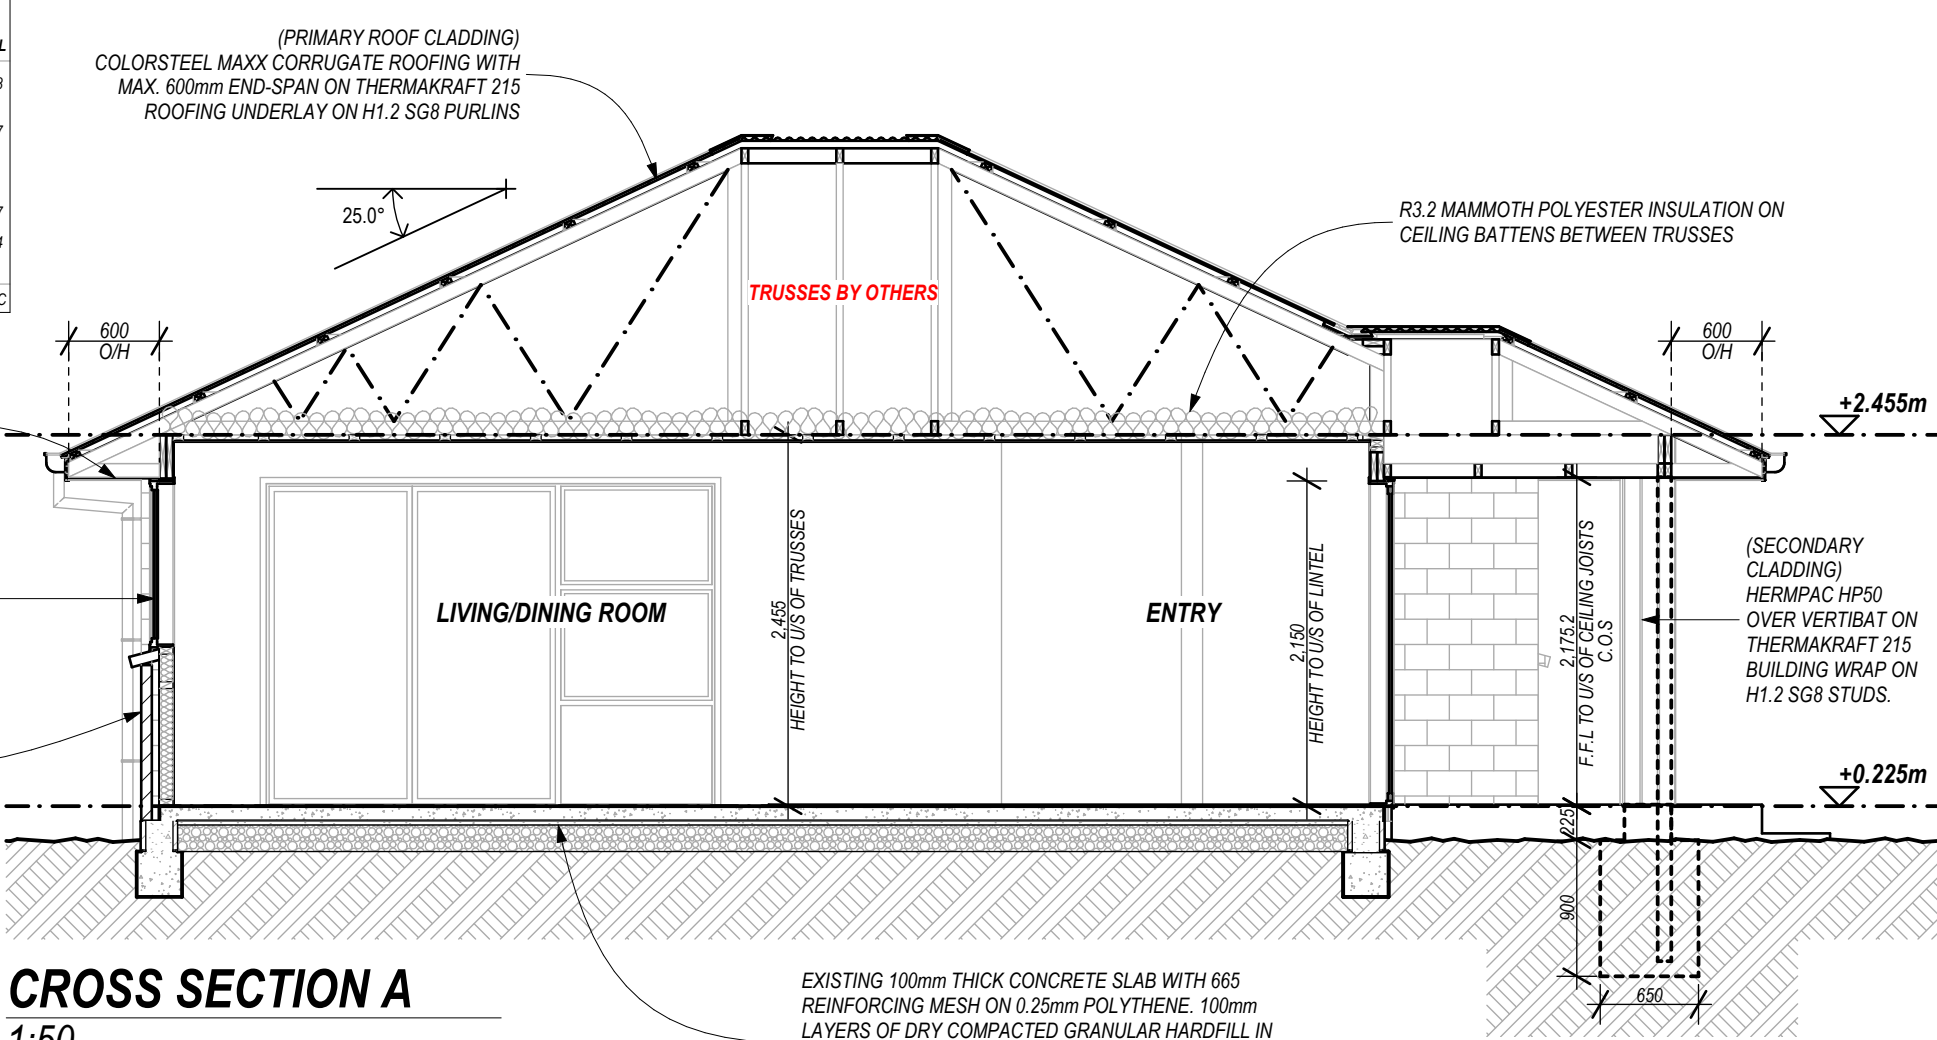 (PRIMARY ROOF CLADDING)
COLORSTEEL MAXX CORRUGATE ROOFING WITH
MAX. 600mm END-SPAN ON THERMAKRAFT 215
ROOFING UNDERLAY ON H1.2 SG8 PURLINS
25.0°
TRUSSES BY OTHERS
R3.2 MAMMOTH POLYESTER INSULATION ON
CEILING BATTENS BETWEEN TRUSSES
600
O/H
600
O/H
+2.455m
LIVING/DINING ROOM
2,455
HEIGHT TO U/S OF TRUSSES
ENTRY
2,150
HEIGHT TO U/S OF LINTEL
2,175.2
F.F.L TO U/S OF CEILING JOISTS
C.O.S
(SECONDARY
CLADDING)
HERMPAC HP50
OVER VERTIBAT ON
THERMAKRAFT 215
BUILDING WRAP ON
H1.2 SG8 STUDS.
+0.225m
225
900
650
CROSS SECTION A
1:50
EXISTING 100mm THICK CONCRETE SLAB WITH 665
REINFORCING MESH ON 0.25mm POLYTHENE. 100mm
LAYERS OF DRY COMPACTED GRANULAR HARDFILL IN